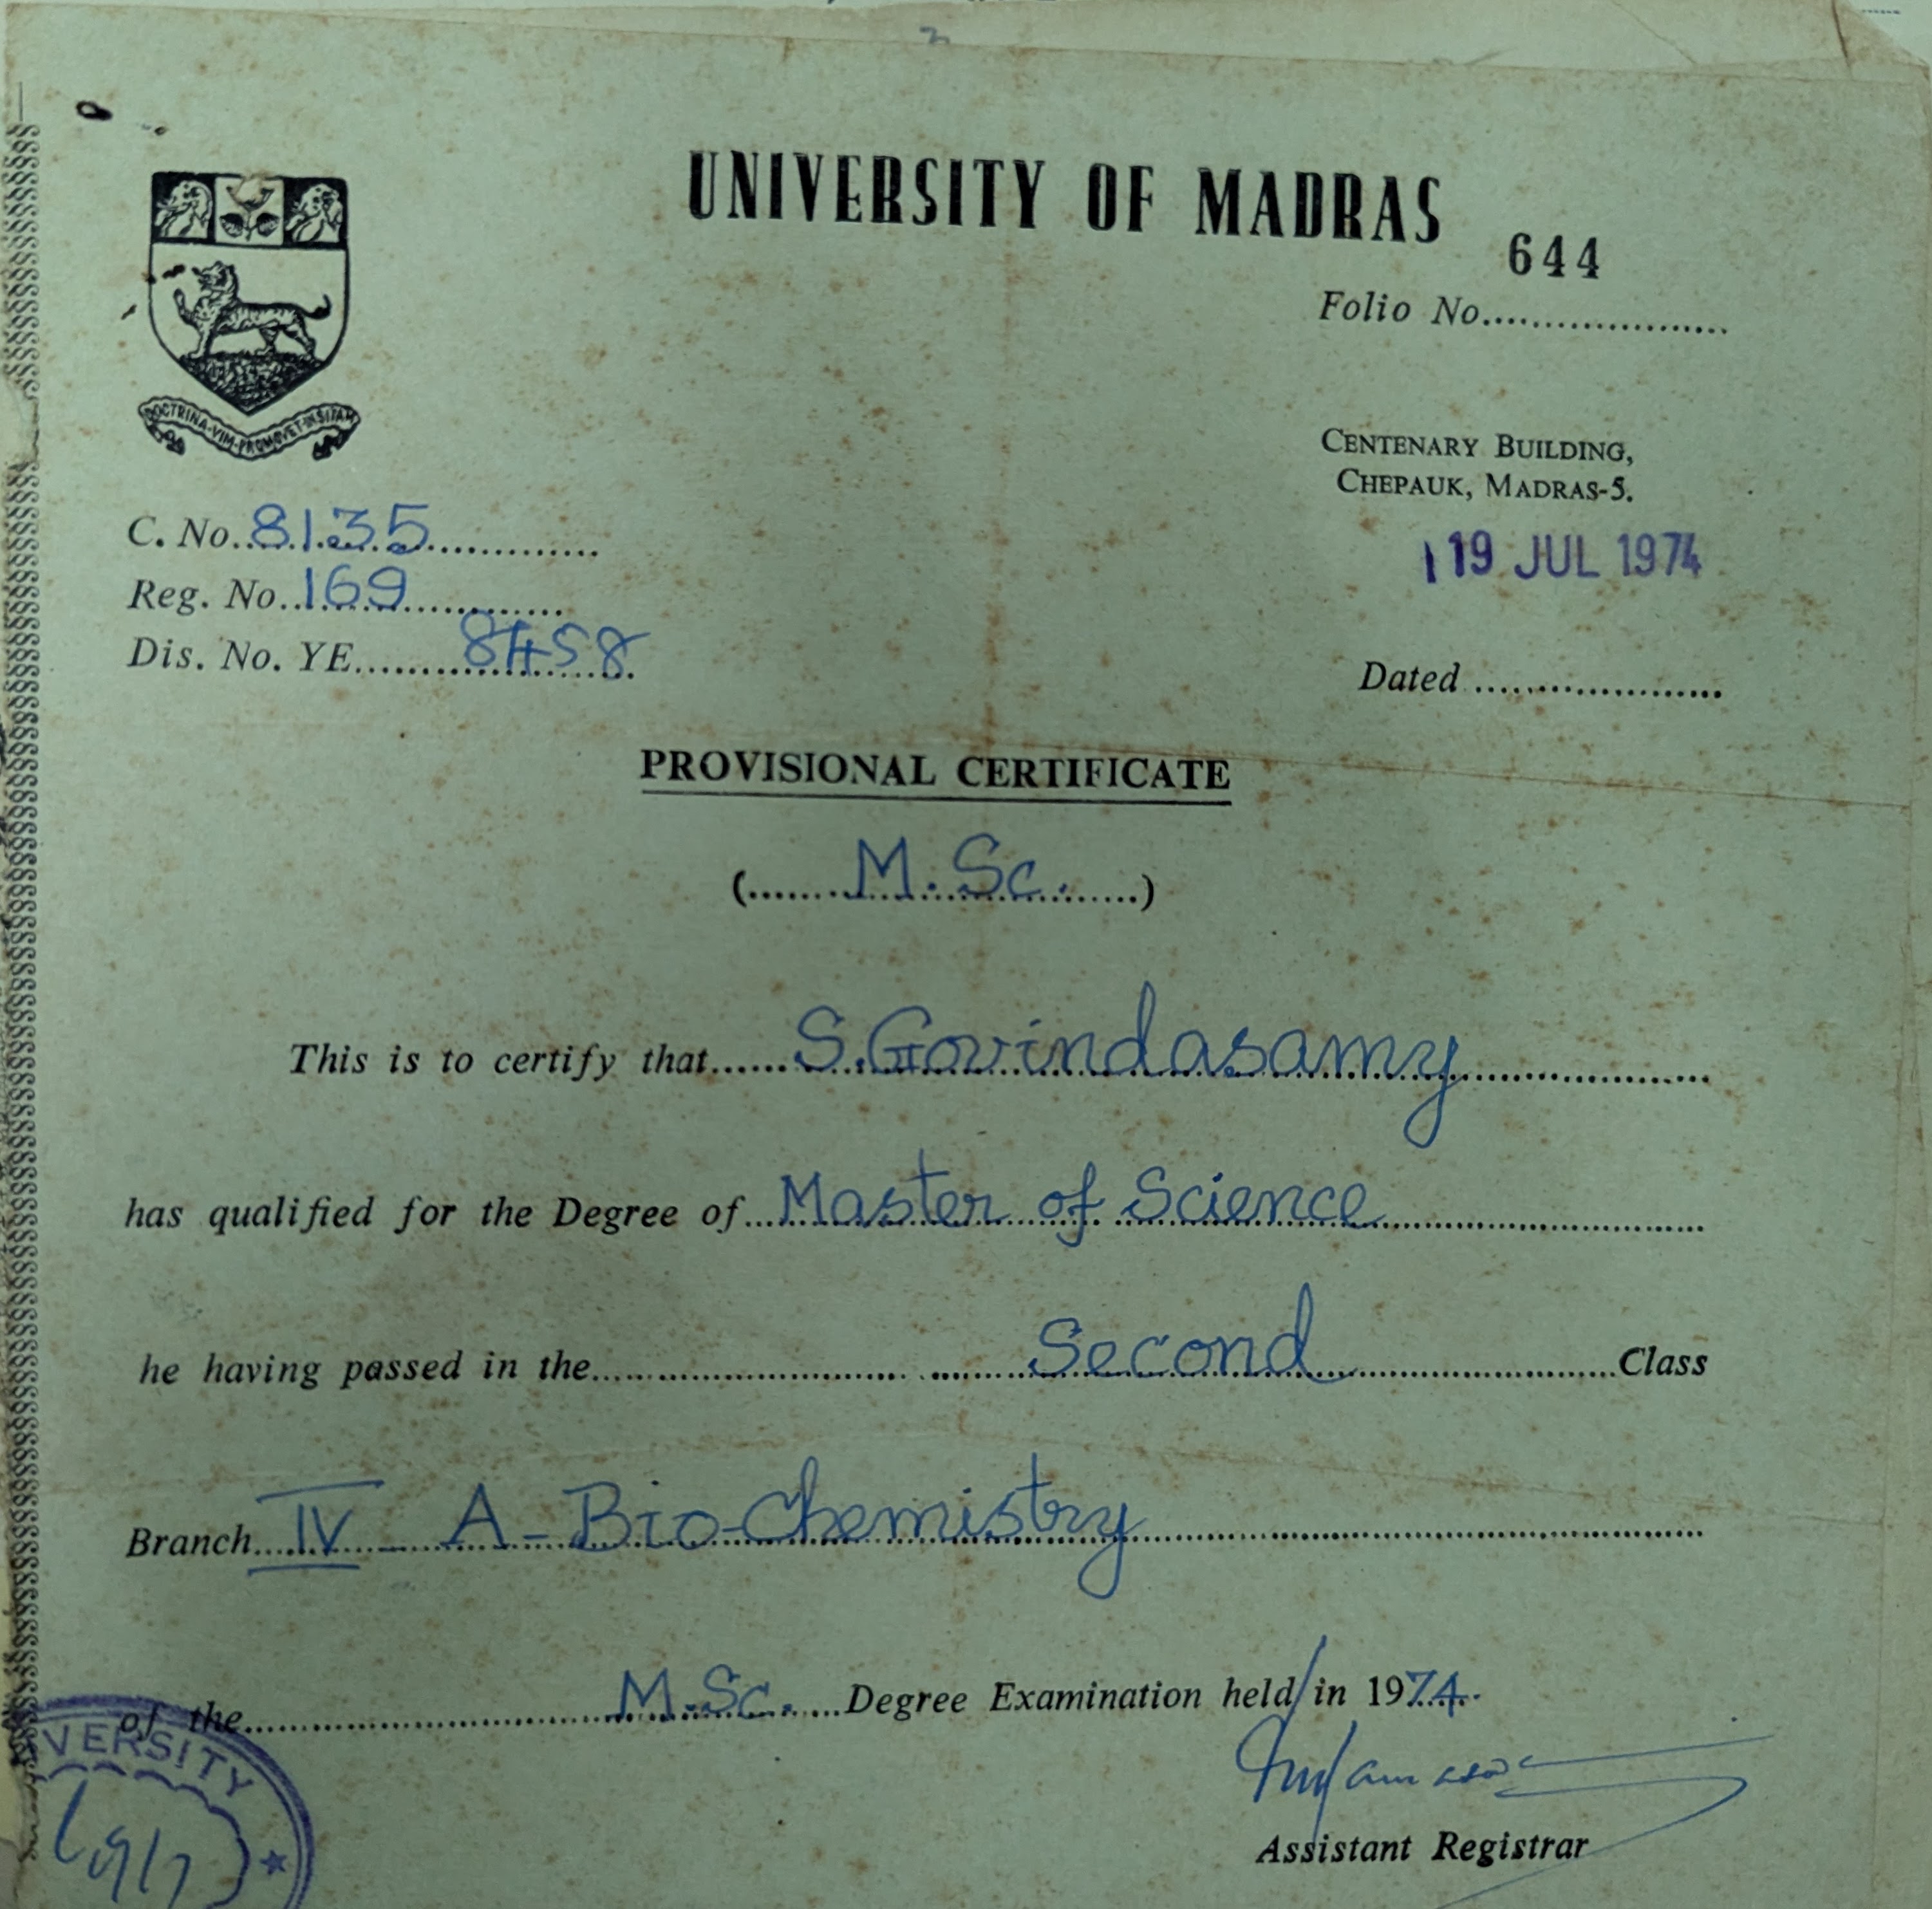 UNIVERSITY OF MADRAS
644
Folio No....................
DOCTRINA-VIM-PROMOVET-INSITAM
CENTENARY BUILDING,
CHEPAUK, MADRAS-5.
C. No. 8135
19 JUL 1974
Reg. No. 169
Dis. No. YE 8458
Dated ....................
PROVISIONAL CERTIFICATE
( M.Sc. )
This is to certify that S.Govindasamy
has qualified for the Degree of Master of Science
he having passed in the Second Class
Branch IV - A - Bio-Chemistry
of the M.Sc. Degree Examination held/in 1974.
VERSITY
19/7
Assistant Registrar